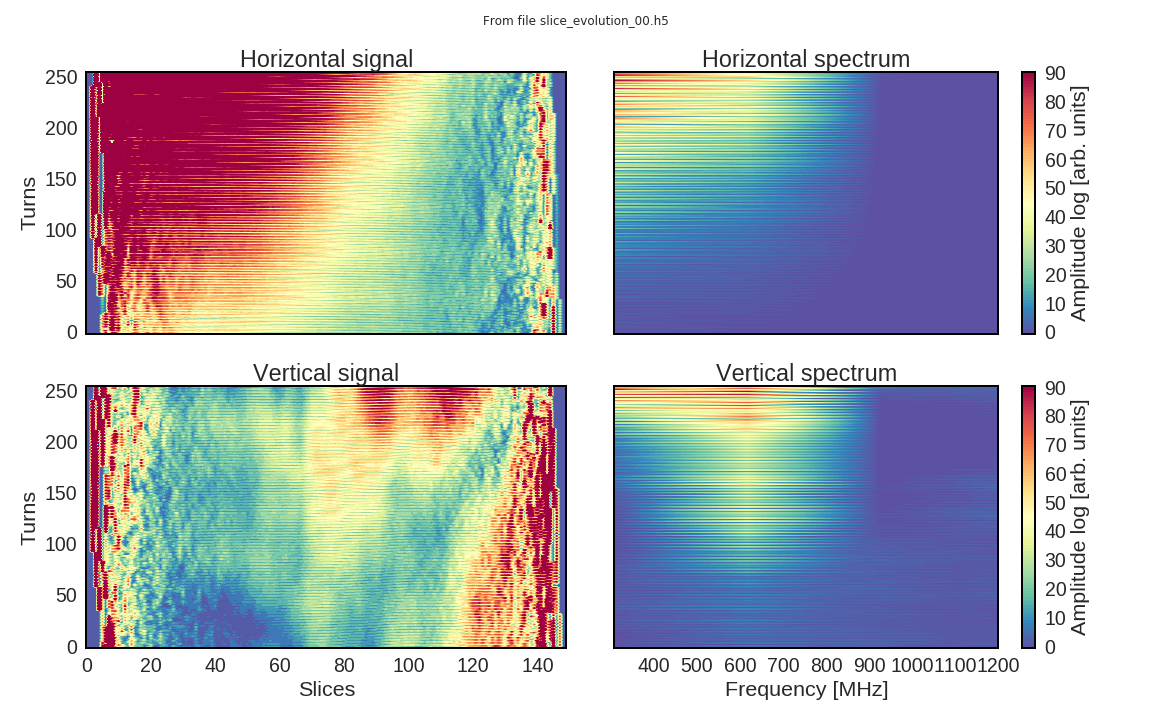 From file slice_evolution_00.h5
Horizontal signal
Horizontal spectrum
250
200
150
100
50
0
Turns
90
80
70
60
50
40
30
20
10
0
Amplitude log [arb. units]
Vertical signal
Vertical spectrum
250
200
150
100
50
0
Turns
90
80
70
60
50
40
30
20
10
0
Amplitude log [arb. units]
0 20 40 60 80 100 120 140
400 500 600 700 800 900 1000 1100 1200
Slices
Frequency [MHz]